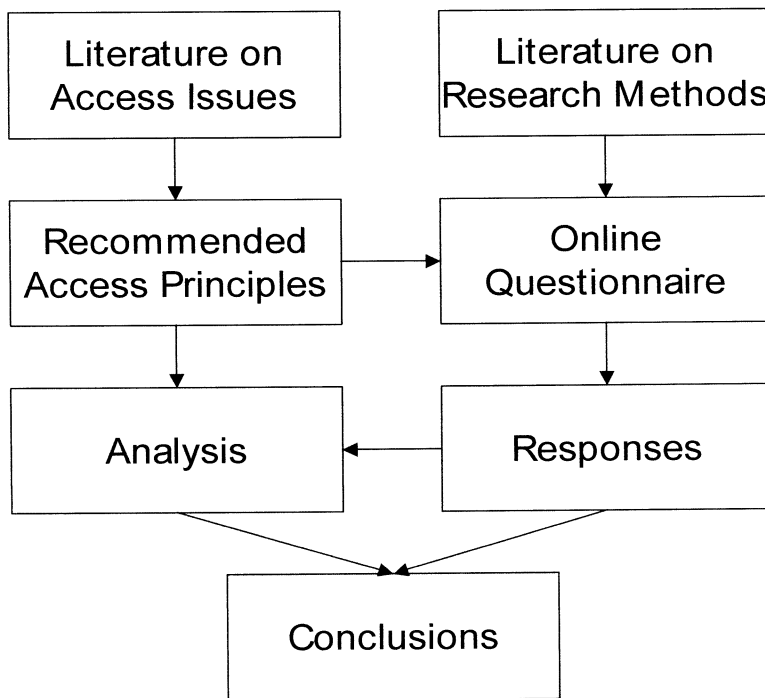 Literature on
Access Issues
Literature on
Research Methods
Recommended
Access Principles
Online
Questionnaire
Analysis
Responses
Conclusions